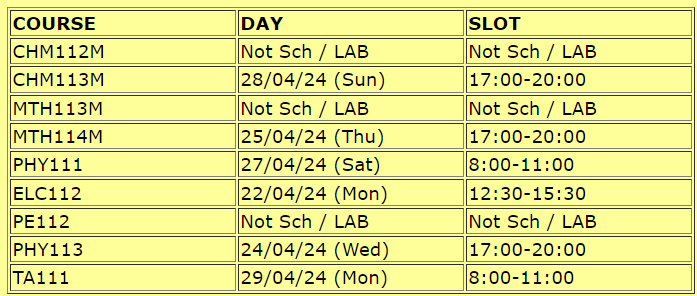 COURSE DAY SLOT
CHM112M Not Sch / LAB Not Sch / LAB
CHM113M 28/04/24 (Sun) 17:00-20:00
MTH113M Not Sch / LAB Not Sch / LAB
MTH114M 25/04/24 (Thu) 17:00-20:00
PHY111 27/04/24 (Sat) 8:00-11:00
ELC112 22/04/24 (Mon) 12:30-15:30
PE112 Not Sch / LAB Not Sch / LAB
PHY113 24/04/24 (Wed) 17:00-20:00
TA111 29/04/24 (Mon) 8:00-11:00